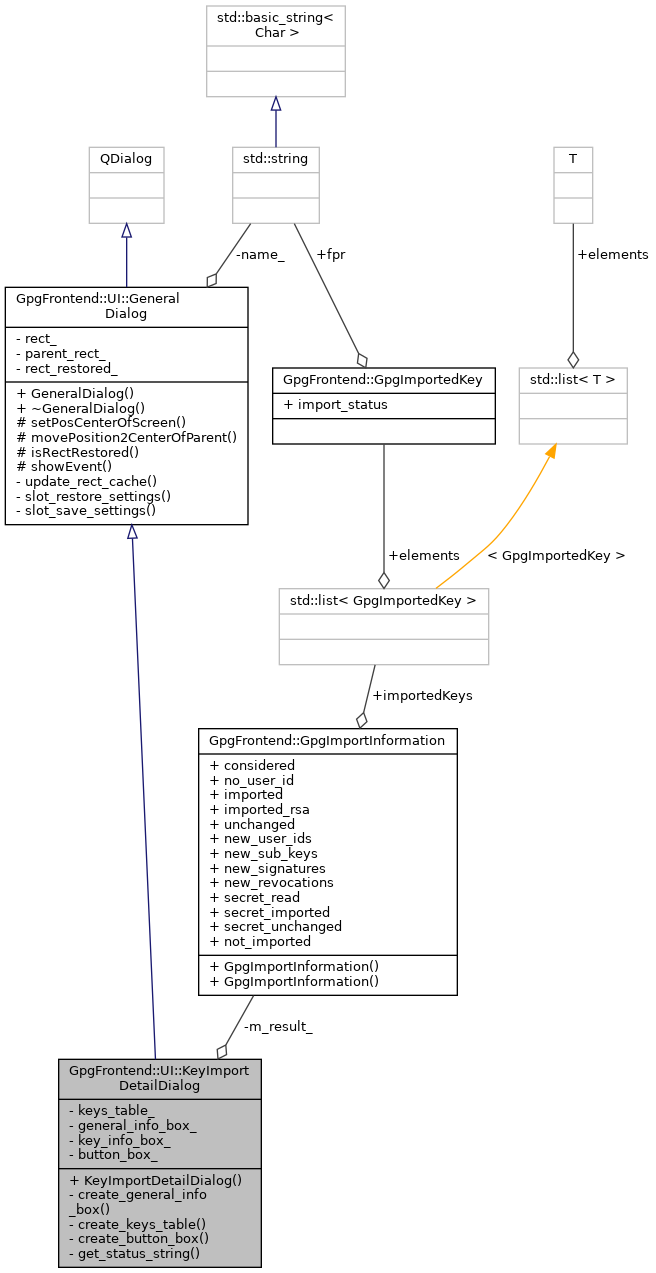 std::basic_string<
Char >
QDialog
std::string
T
-name_
+fpr
+elements
GpgFrontend::UI::General
Dialog
- rect_
- parent_rect_
- rect_restored_
+ GeneralDialog()
+ ~GeneralDialog()
# setPosCenterOfScreen()
# movePosition2CenterOfParent()
# isRectRestored()
# showEvent()
- update_rect_cache()
- slot_restore_settings()
- slot_save_settings()
GpgFrontend::GpgImportedKey
+ import_status
std::list< T >
+elements
< GpgImportedKey >
std::list< GpgImportedKey >
+importedKeys
GpgFrontend::GpgImportInformation
+ considered
+ no_user_id
+ imported
+ imported_rsa
+ unchanged
+ new_user_ids
+ new_sub_keys
+ new_signatures
+ new_revocations
+ secret_read
+ secret_imported
+ secret_unchanged
+ not_imported
+ GpgImportInformation()
+ GpgImportInformation()
-m_result_
GpgFrontend::UI::KeyImport
DetailDialog
- keys_table_
- general_info_box_
- key_info_box_
- button_box_
+ KeyImportDetailDialog()
- create_general_info
_box()
- create_keys_table()
- create_button_box()
- get_status_string()